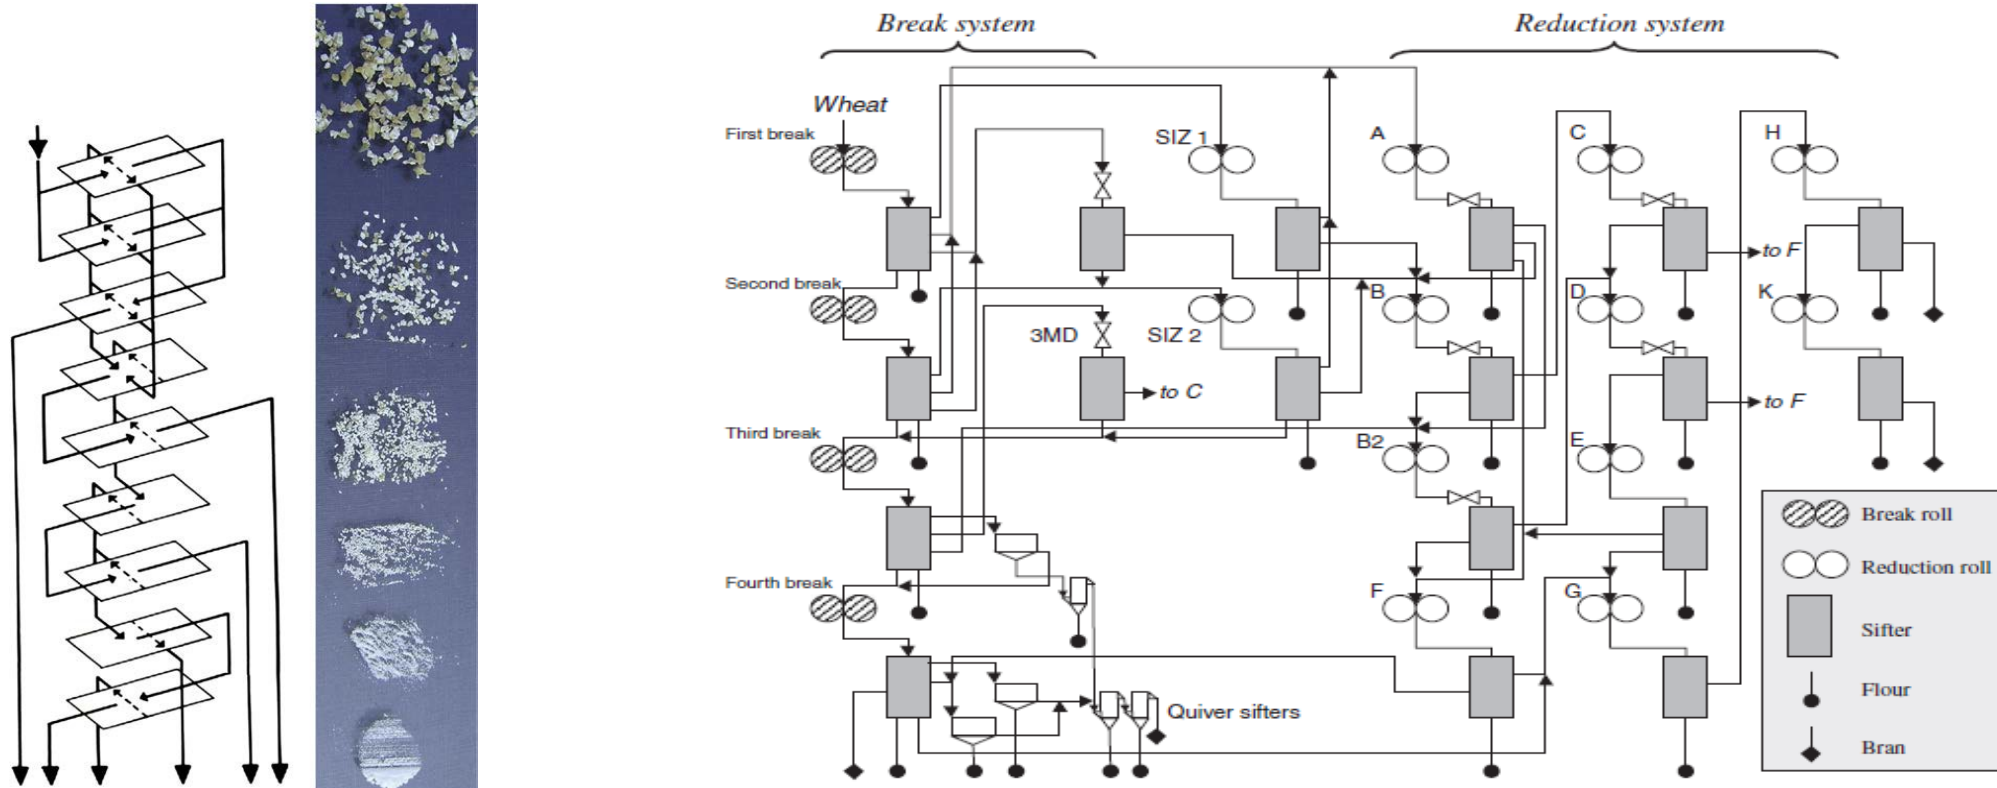 Break system
Reduction system
Wheat
First break
SIZ 1
A
C
H
to F
Second break
B
D
K
3MD
SIZ 2
to C
to F
Third break
B2
E
Break roll
Reduction roll
Fourth break
F
G
Sifter
Flour
Quiver sifters
Bran